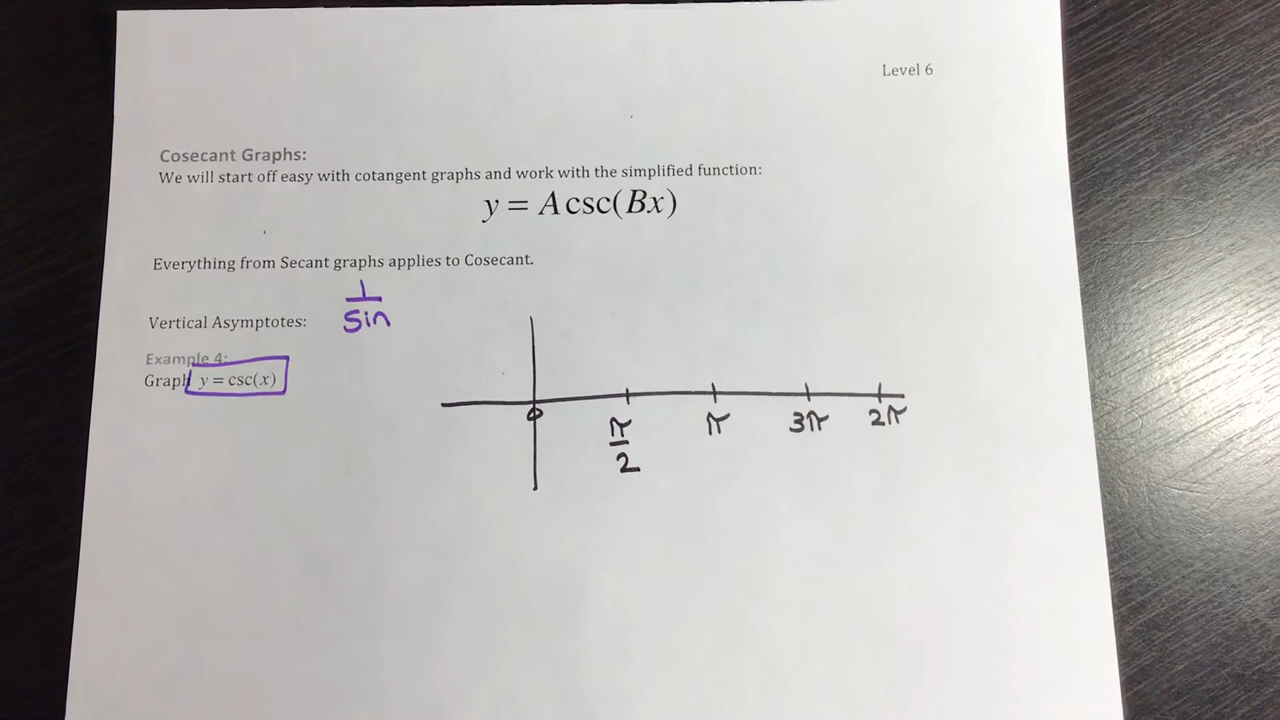 Level 6
Cosecant Graphs:
We will start off easy with cotangent graphs and work with the simplified function:
y = A csc(Bx)
Everything from Secant graphs applies to Cosecant.
1
Sin
Vertical Asymptotes:
Example 4:
Graph y = csc(x)
0 π/2 π 3π 2π